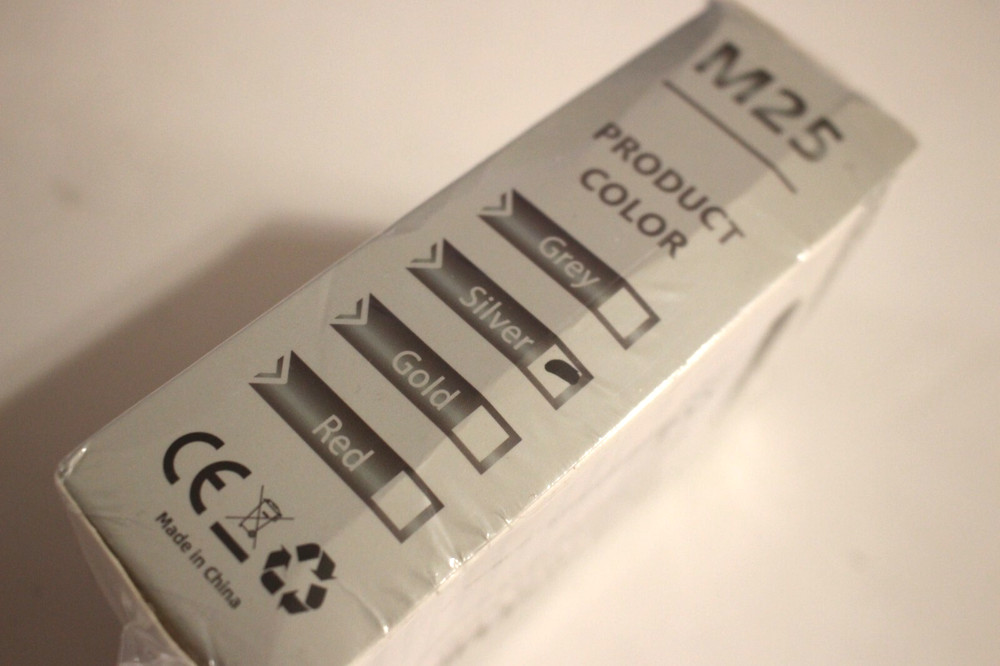 M25
PRODUCT
COLOR
Grey
Silver
Gold
Red
CE
Made in China